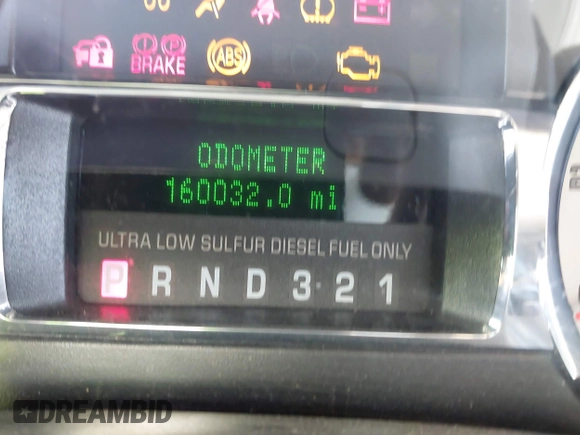 BRAKE
ABS
ODOMETER
160032.0 mi
ULTRA LOW SULFUR DIESEL FUEL ONLY
P R N D 3·2 1
DREAMBID